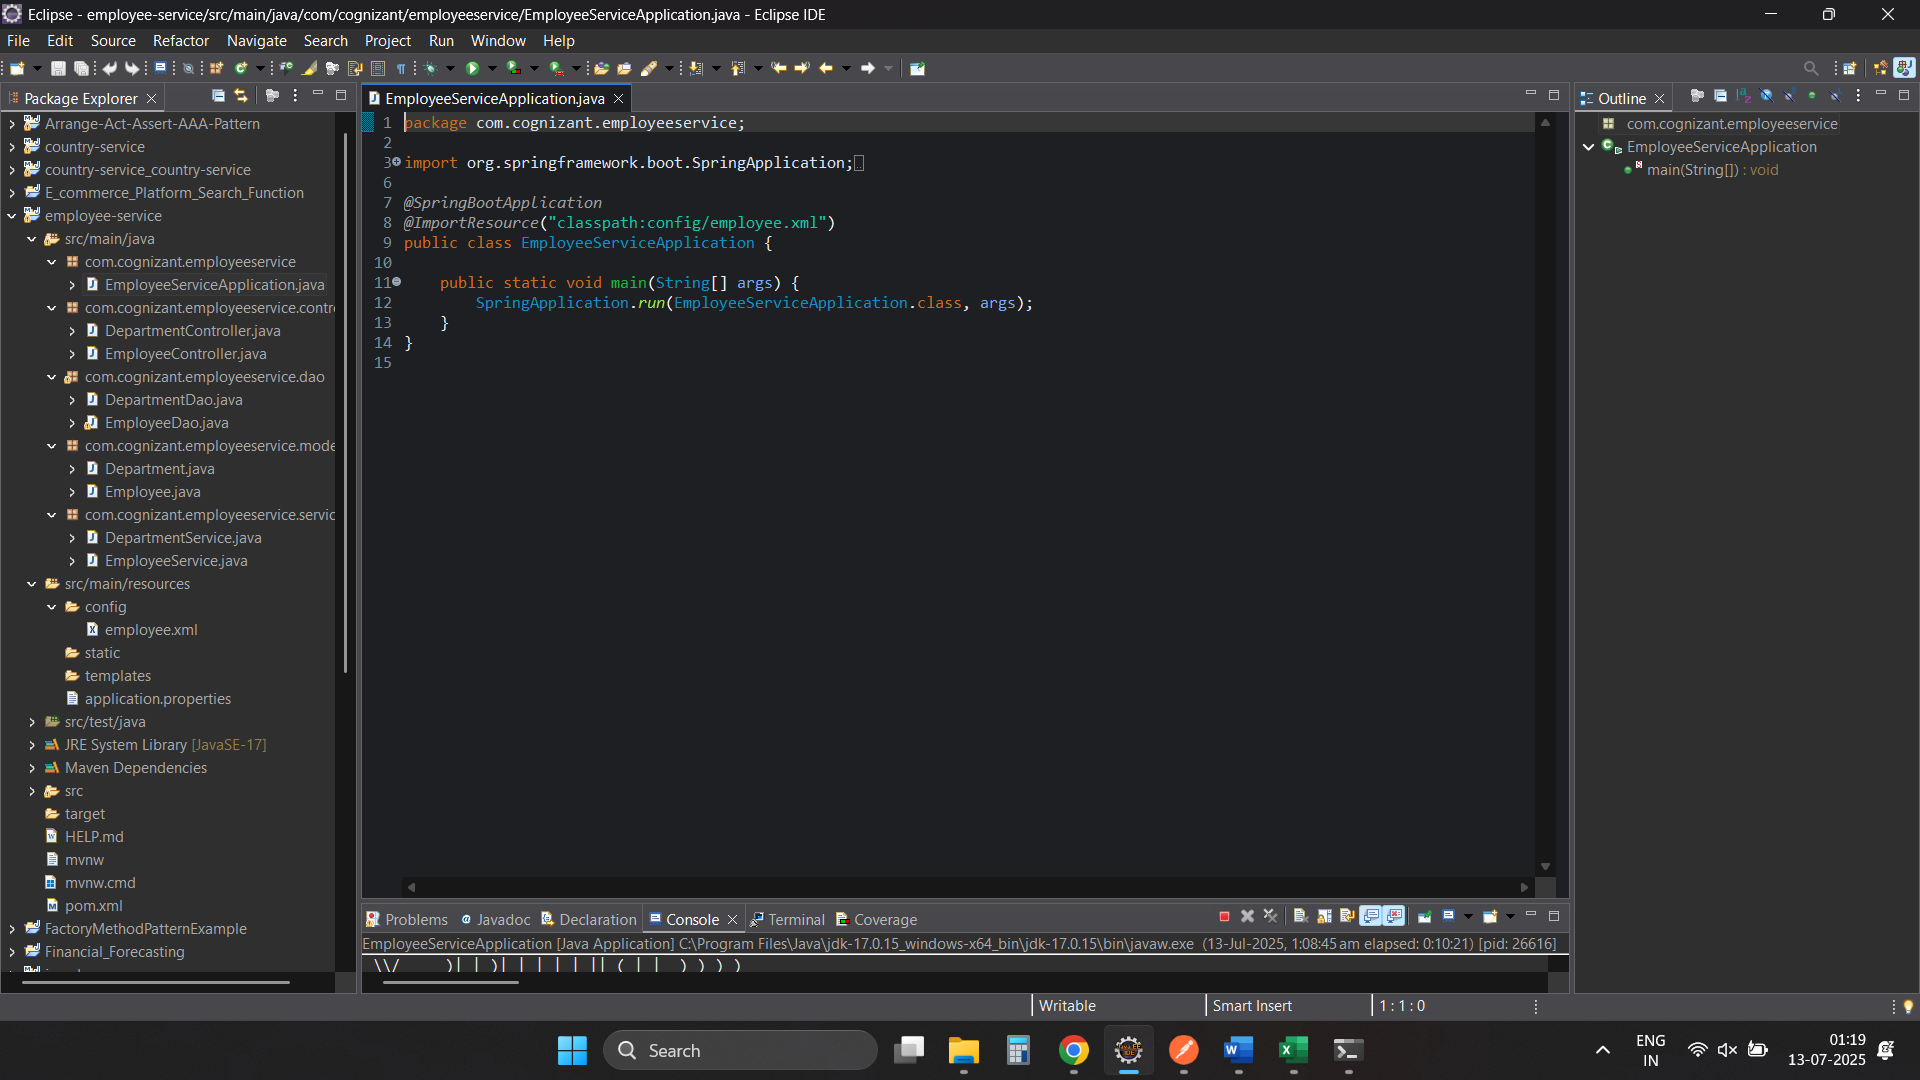 Eclipse - employee-service/src/main/java/com/cognizant/employeeservice/EmployeeServiceApplication.java - Eclipse IDE
File Edit Source Refactor Navigate Search Project Run Window Help
Package Explorer
Arrange-Act-Assert-AAA-Pattern
country-service
country-service_country-service
E_commerce_Platform_Search_Function
employee-service
src/main/java
com.cognizant.employeeservice
EmployeeServiceApplication.java
com.cognizant.employeeservice.contr
DepartmentController.java
EmployeeController.java
com.cognizant.employeeservice.dao
DepartmentDao.java
EmployeeDao.java
com.cognizant.employeeservice.mode
Department.java
Employee.java
com.cognizant.employeeservice.servic
DepartmentService.java
EmployeeService.java
src/main/resources
config
employee.xml
static
templates
application.properties
src/test/java
JRE System Library [JavaSE-17]
Maven Dependencies
src
target
HELP.md
mvnw
mvnw.cmd
pom.xml
FactoryMethodPatternExample
Financial_Forecasting
EmployeeServiceApplication.java
1 package com.cognizant.employeeservice;
2
3 import org.springframework.boot.SpringApplication;
6
7 @SpringBootApplication
8 @ImportResource("classpath:config/employee.xml")
9 public class EmployeeServiceApplication {
10
11 public static void main(String[] args) {
12 SpringApplication.run(EmployeeServiceApplication.class, args);
13 }
14 }
15
Outline
com.cognizant.employeeservice
EmployeeServiceApplication
main(String[]) : void
Problems Javadoc Declaration Console Terminal Coverage
EmployeeServiceApplication [Java Application] C:\Program Files\Java\jdk-17.0.15_windows-x64_bin\jdk-17.0.15\bin\javaw.exe (13-Jul-2025, 1:08:45 am elapsed: 0:10:21) [pid: 26616]
\\/ )| | )| | | | | || ( | | ) ) ) )
Writable Smart Insert 1 : 1 : 0
Search
ENG
IN
01:19
13-07-2025